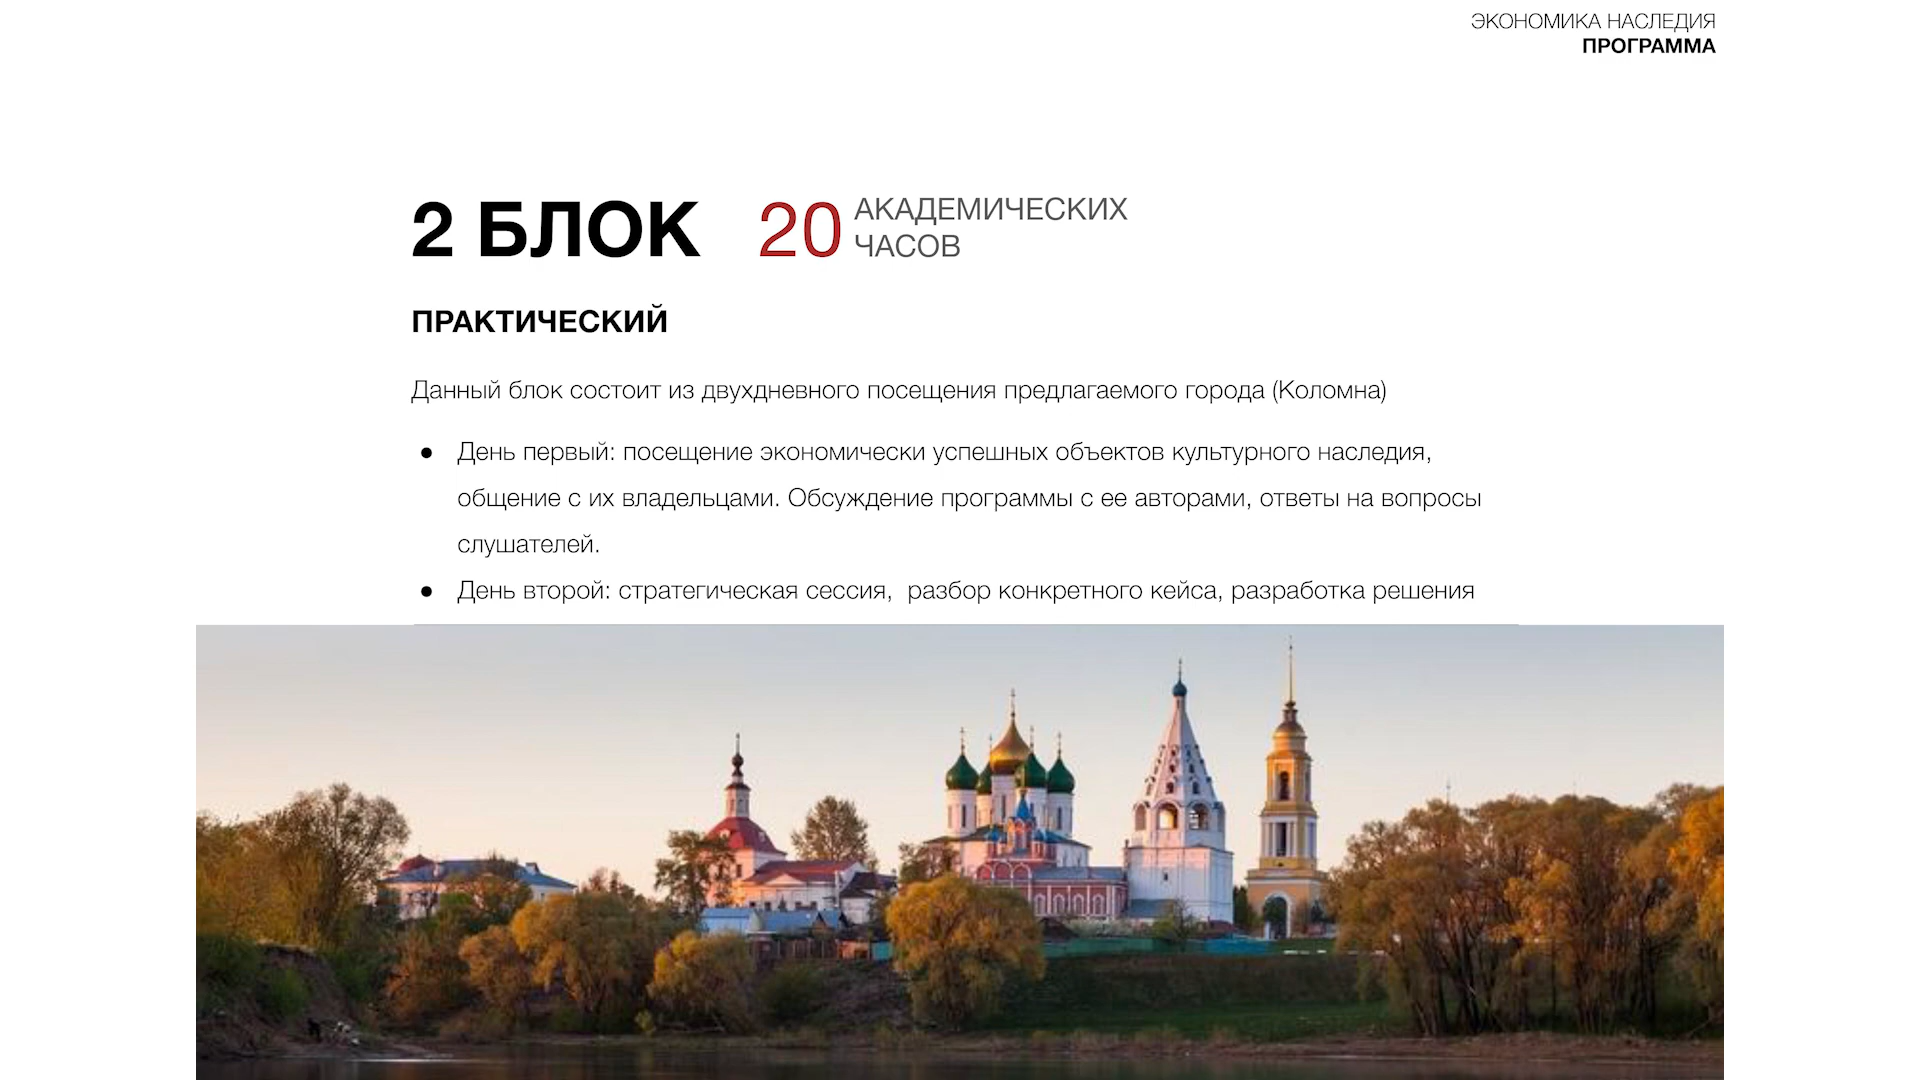 ЭКОНОМИКА НАСЛЕДИЯ
ПРОГРАММА
2 БЛОК 20 АКАДЕМИЧЕСКИХ
ЧАСОВ
ПРАКТИЧЕСКИЙ
Данный блок состоит из двухдневного посещения предлагаемого города (Коломна)
● День первый: посещение экономически успешных объектов культурного наследия,
общение с их владельцами. Обсуждение программы с ее авторами, ответы на вопросы
слушателей.
● День второй: стратегическая сессия, разбор конкретного кейса, разработка решения